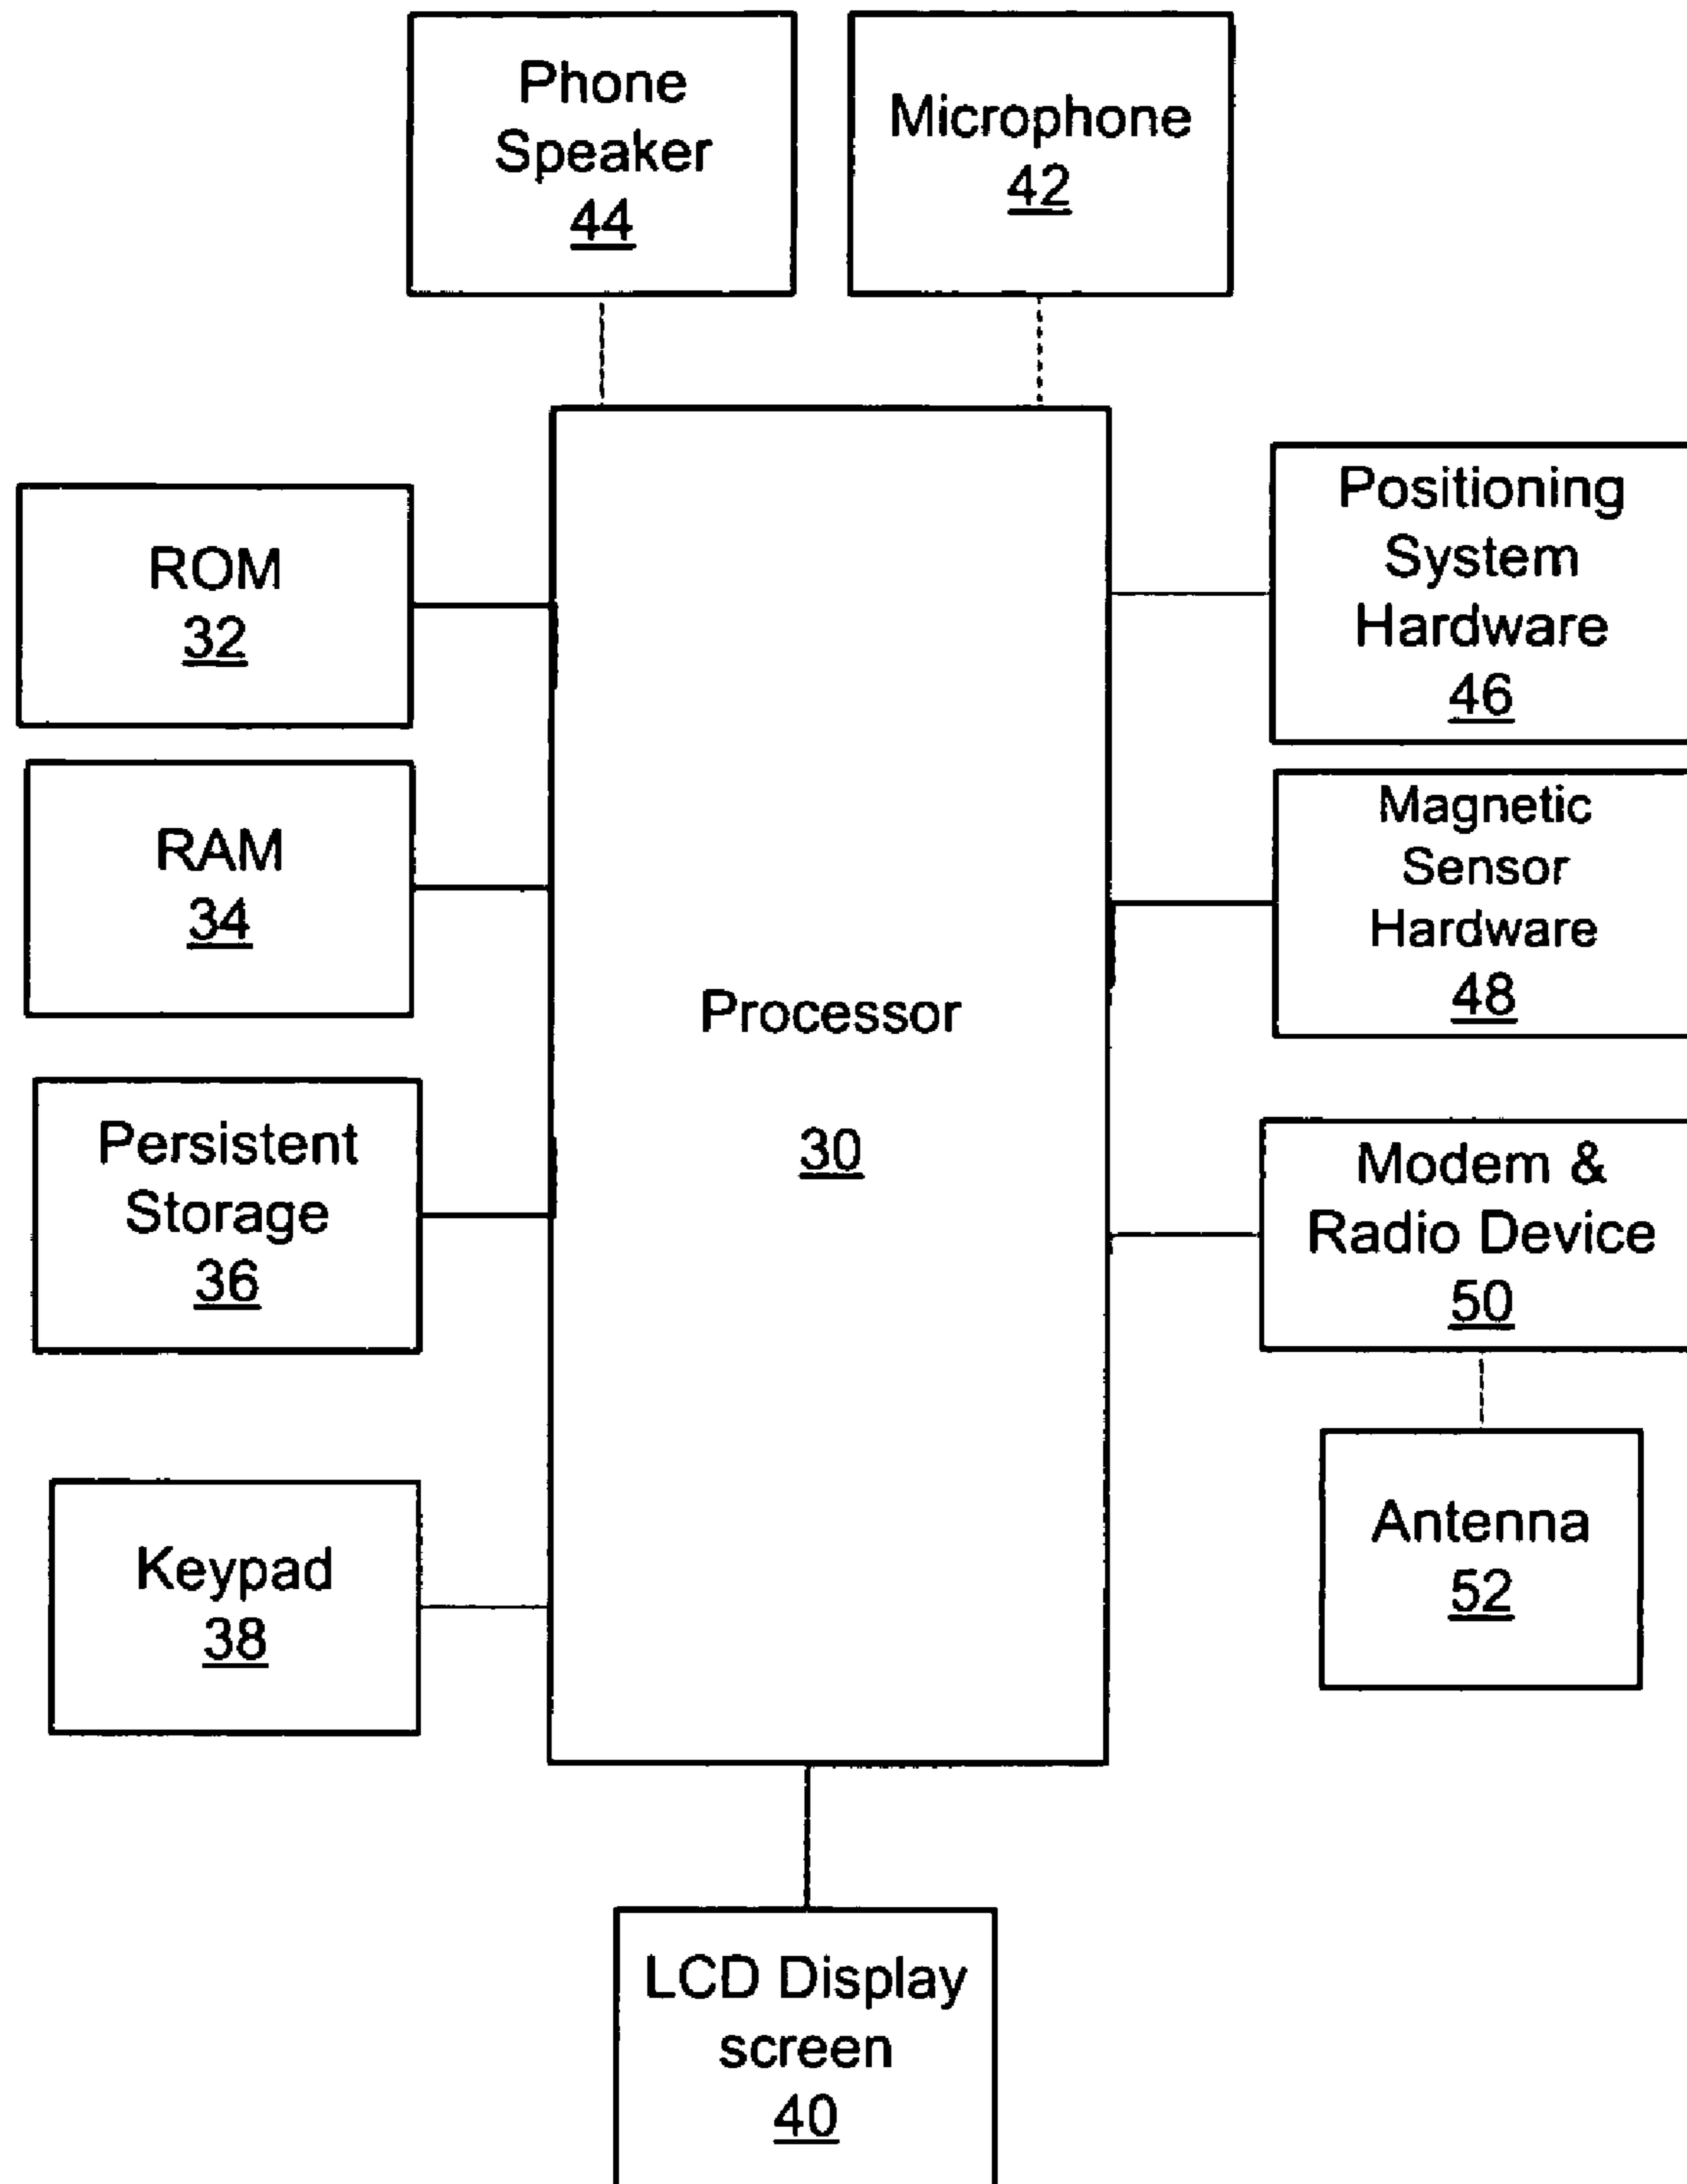 Phone
Speaker
44
Microphone
42
ROM
32
Positioning
System
Hardware
46
RAM
34
Magnetic
Sensor
Hardware
48
Processor
30
Persistent
Storage
36
Modem &
Radio Device
50
Keypad
38
Antenna
52
LCD Display
screen
40